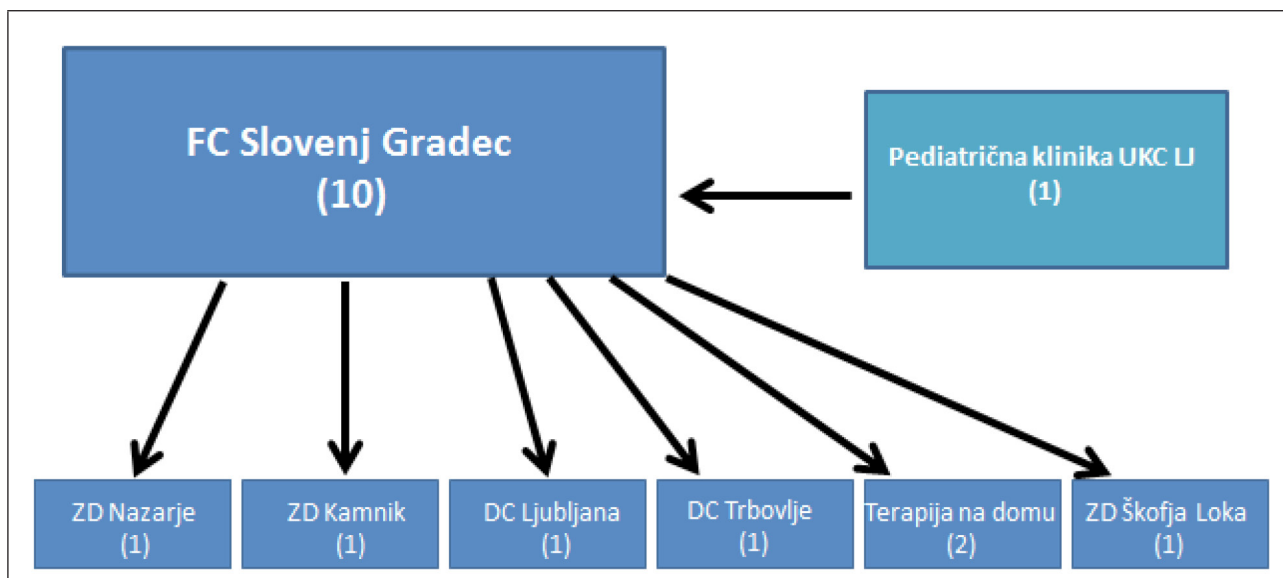 FC Slovenj Gradec
(10)
Pediatrična klinika UKC LJ
(1)
ZD Nazarje
(1)
ZD Kamnik
(1)
DC Ljubljana
(1)
DC Trbovlje
(1)
Terapija na domu
(2)
ZD Škofja Loka
(1)